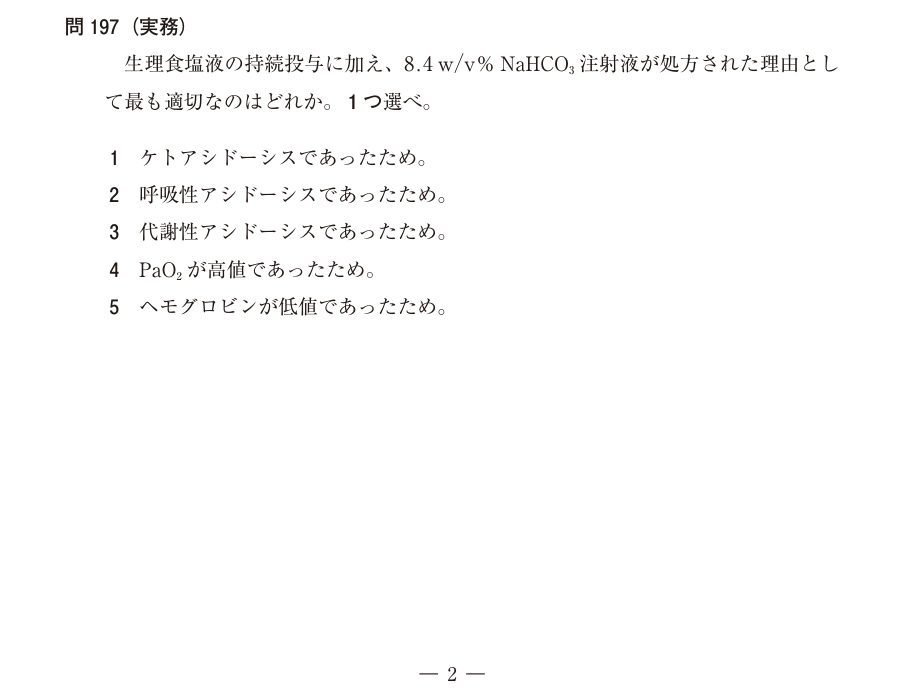 問 197（実務）
生理食塩液の持続投与に加え、8.4 w/v% NaHCO₃ 注射液が処方された理由とし
て最も適切なのはどれか。1つ選べ。
1 ケトアシドーシスであったため。
2 呼吸性アシドーシスであったため。
3 代謝性アシドーシスであったため。
4 PaO₂ が高値であったため。
5 ヘモグロビンが低値であったため。
— 2 —